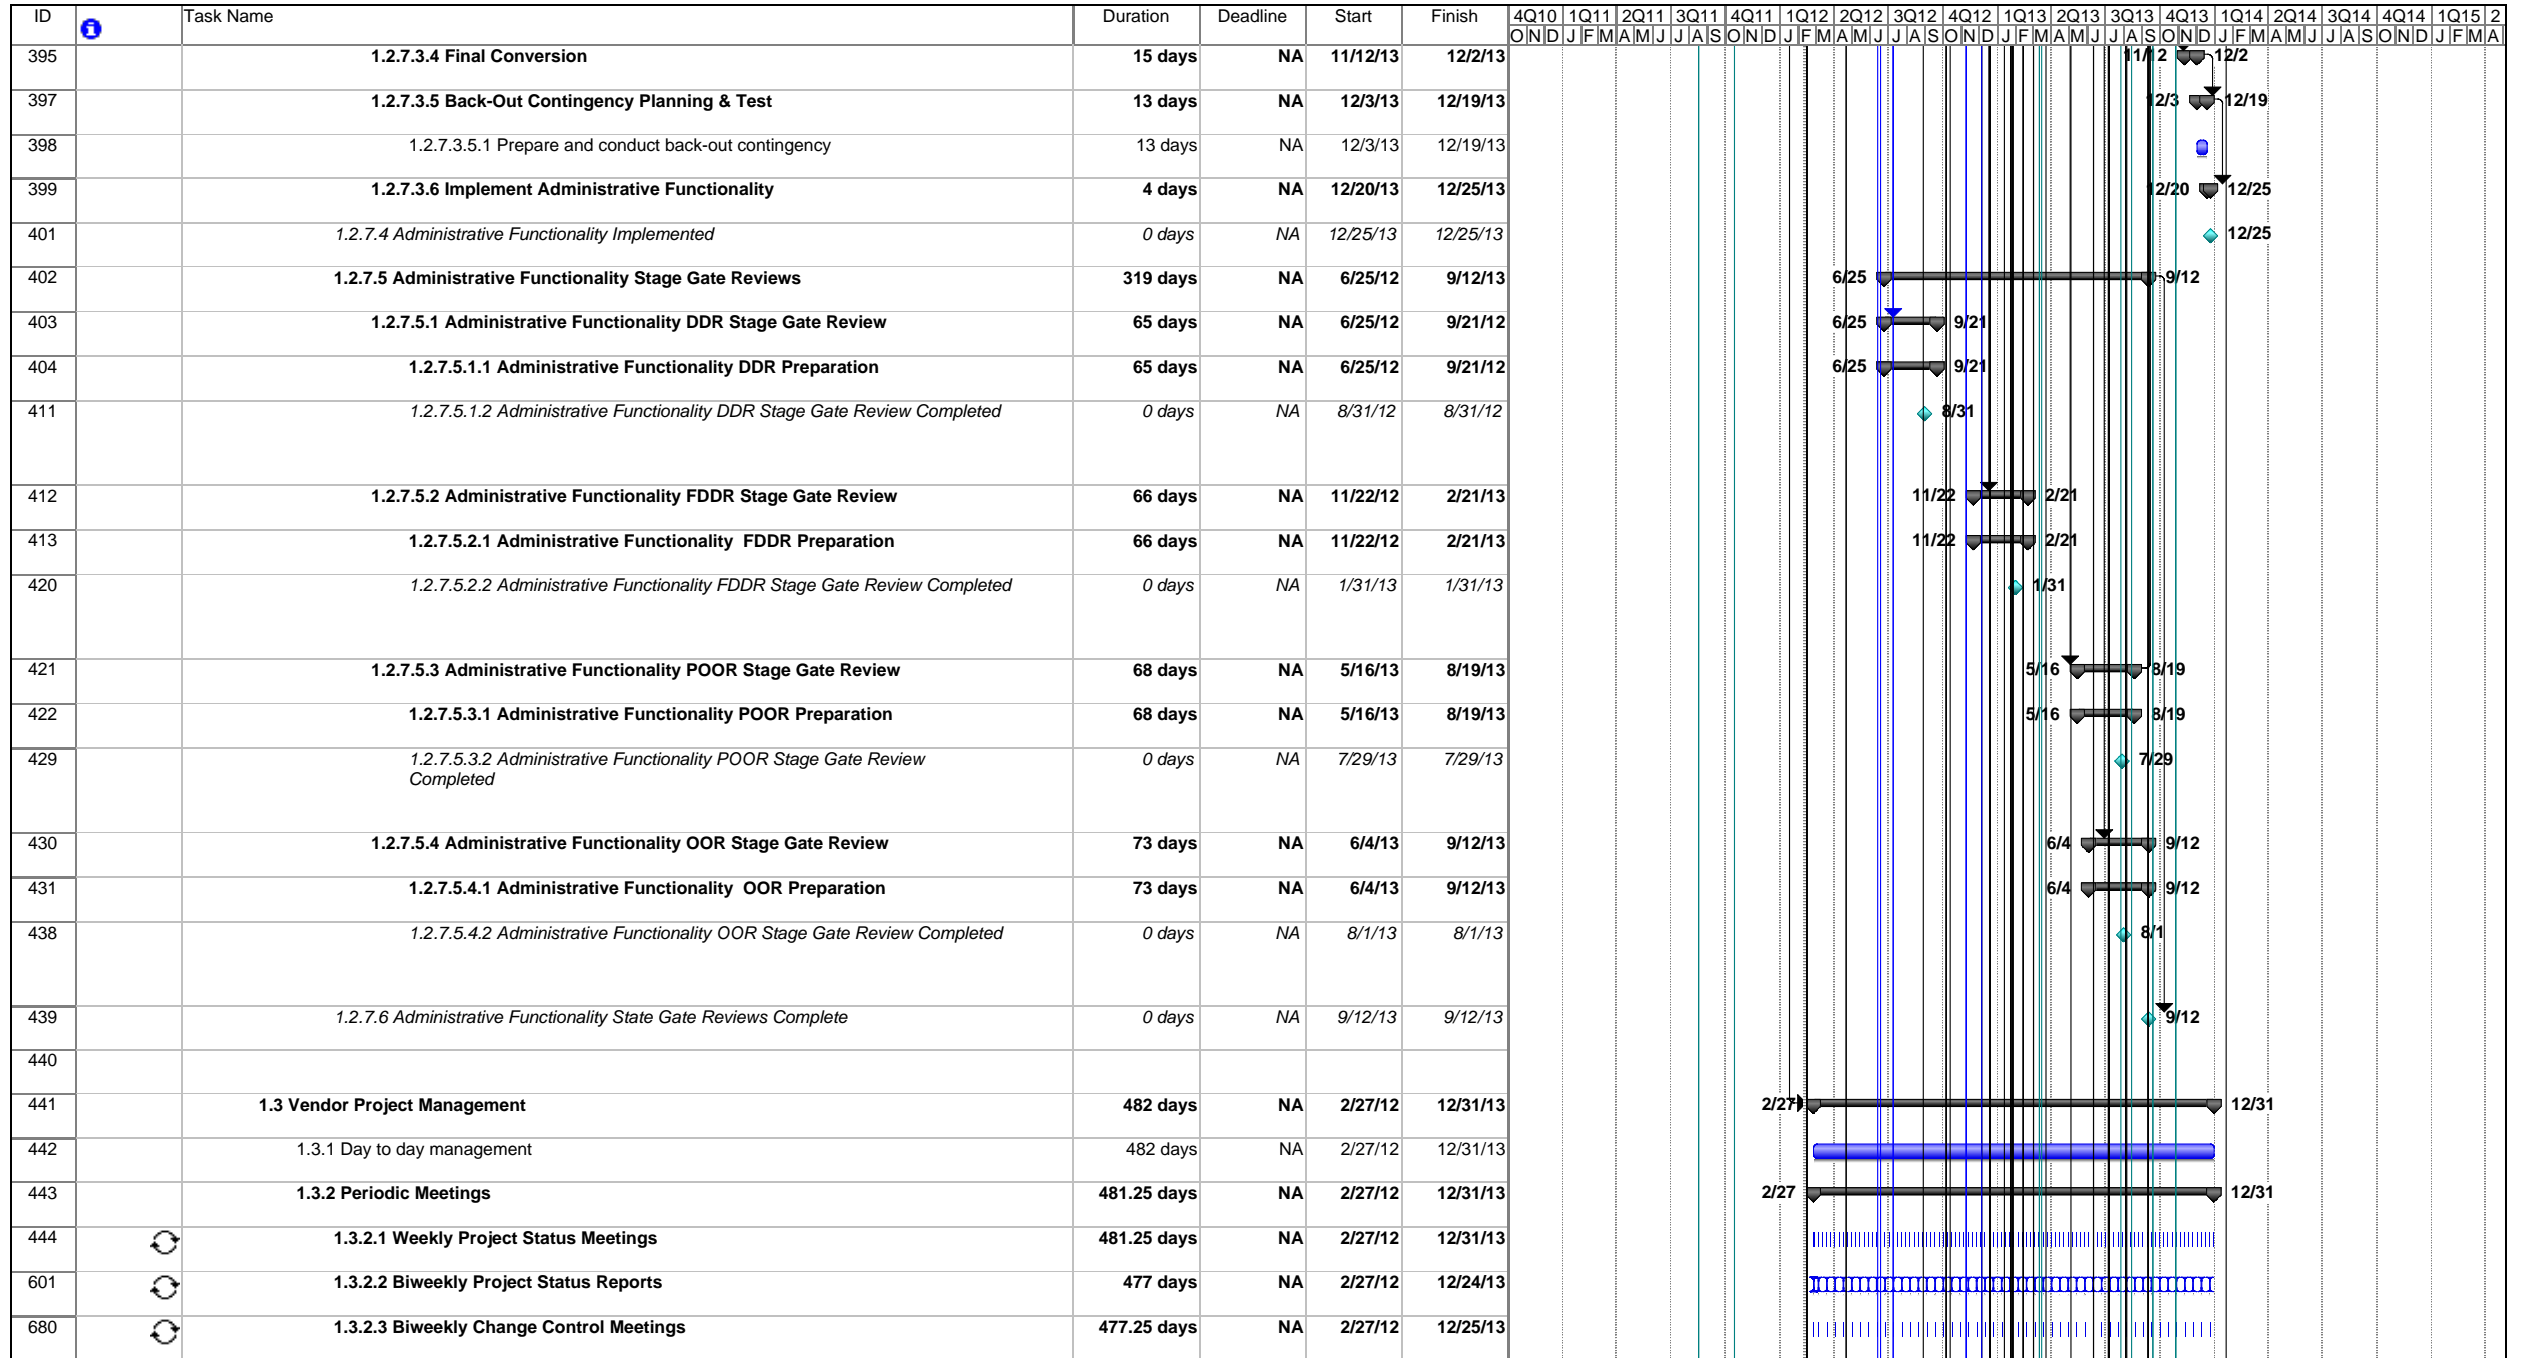 ID Task Name Duration Deadline Start Finish 4Q10 1Q11 2Q11 3Q11 4Q11 1Q12 2Q12 3Q12 4Q12 1Q13 2Q13 3Q13 4Q13 1Q14 2Q14 3Q14 4Q14 1Q15 2
O N D J F M A M J J A S O N D J F M A M J J A S O N D J F M A M J J A S O N D J F M A M J J A S O N D J F M A
395 1.2.7.3.4 Final Conversion 15 days NA 11/12/13 12/2/13 11/12 12/2
397 1.2.7.3.5 Back-Out Contingency Planning & Test 13 days NA 12/3/13 12/19/13 12/3 12/19
398 1.2.7.3.5.1 Prepare and conduct back-out contingency 13 days NA 12/3/13 12/19/13
399 1.2.7.3.6 Implement Administrative Functionality 4 days NA 12/20/13 12/25/13 12/20 12/25
401 1.2.7.4 Administrative Functionality Implemented 0 days NA 12/25/13 12/25/13 12/25
402 1.2.7.5 Administrative Functionality Stage Gate Reviews 319 days NA 6/25/12 9/12/13 6/25 9/12
403 1.2.7.5.1 Administrative Functionality DDR Stage Gate Review 65 days NA 6/25/12 9/21/12 6/25 9/21
404 1.2.7.5.1.1 Administrative Functionality DDR Preparation 65 days NA 6/25/12 9/21/12 6/25 9/21
411 1.2.7.5.1.2 Administrative Functionality DDR Stage Gate Review Completed 0 days NA 8/31/12 8/31/12 8/31
412 1.2.7.5.2 Administrative Functionality FDDR Stage Gate Review 66 days NA 11/22/12 2/21/13 11/22 2/21
413 1.2.7.5.2.1 Administrative Functionality FDDR Preparation 66 days NA 11/22/12 2/21/13 11/22 2/21
420 1.2.7.5.2.2 Administrative Functionality FDDR Stage Gate Review Completed 0 days NA 1/31/13 1/31/13 1/31
421 1.2.7.5.3 Administrative Functionality POOR Stage Gate Review 68 days NA 5/16/13 8/19/13 5/16 8/19
422 1.2.7.5.3.1 Administrative Functionality POOR Preparation 68 days NA 5/16/13 8/19/13 5/16 8/19
429 1.2.7.5.3.2 Administrative Functionality POOR Stage Gate Review 0 days NA 7/29/13 7/29/13 7/29
Completed
430 1.2.7.5.4 Administrative Functionality OOR Stage Gate Review 73 days NA 6/4/13 9/12/13 6/4 9/12
431 1.2.7.5.4.1 Administrative Functionality OOR Preparation 73 days NA 6/4/13 9/12/13 6/4 9/12
438 1.2.7.5.4.2 Administrative Functionality OOR Stage Gate Review Completed 0 days NA 8/1/13 8/1/13 8/1
439 1.2.7.6 Administrative Functionality State Gate Reviews Complete 0 days NA 9/12/13 9/12/13 9/12
440
441 1.3 Vendor Project Management 482 days NA 2/27/12 12/31/13 2/27 12/31
442 1.3.1 Day to day management 482 days NA 2/27/12 12/31/13
443 1.3.2 Periodic Meetings 481.25 days NA 2/27/12 12/31/13 2/27 12/31
444 1.3.2.1 Weekly Project Status Meetings 481.25 days NA 2/27/12 12/31/13
601 1.3.2.2 Biweekly Project Status Reports 477 days NA 2/27/12 12/24/13
680 1.3.2.3 Biweekly Change Control Meetings 477.25 days NA 2/27/12 12/25/13